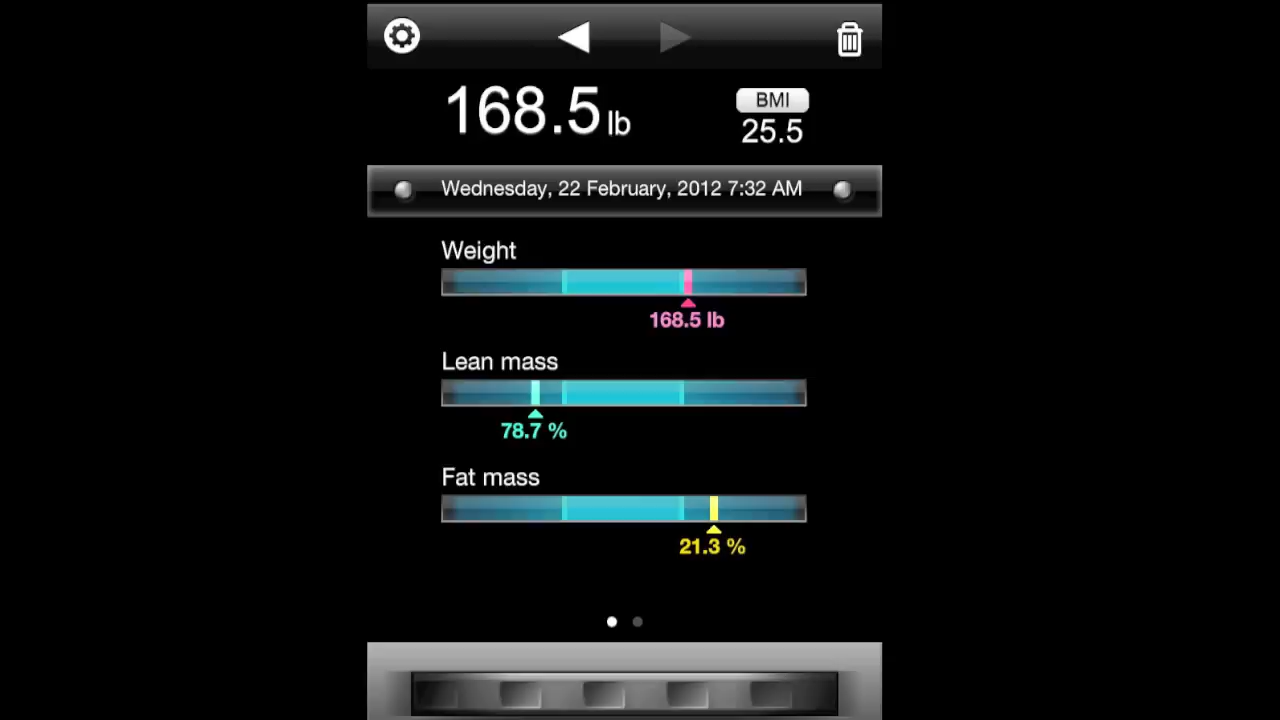 168.5 lb
BMI
25.5
Wednesday, 22 February, 2012 7:32 AM
Weight
168.5 lb
Lean mass
78.7 %
Fat mass
21.3 %